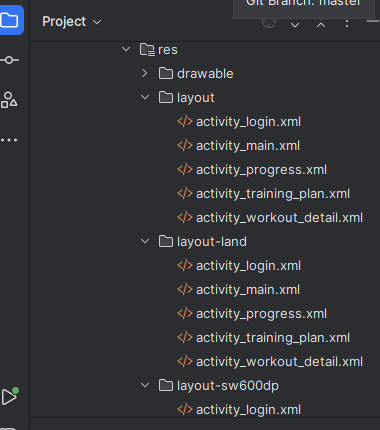 Git Branch: master
Project
res
drawable
layout
activity_login.xml
activity_main.xml
activity_progress.xml
activity_training_plan.xml
activity_workout_detail.xml
layout-land
activity_login.xml
activity_main.xml
activity_progress.xml
activity_training_plan.xml
activity_workout_detail.xml
layout-sw600dp
activity_login.xml